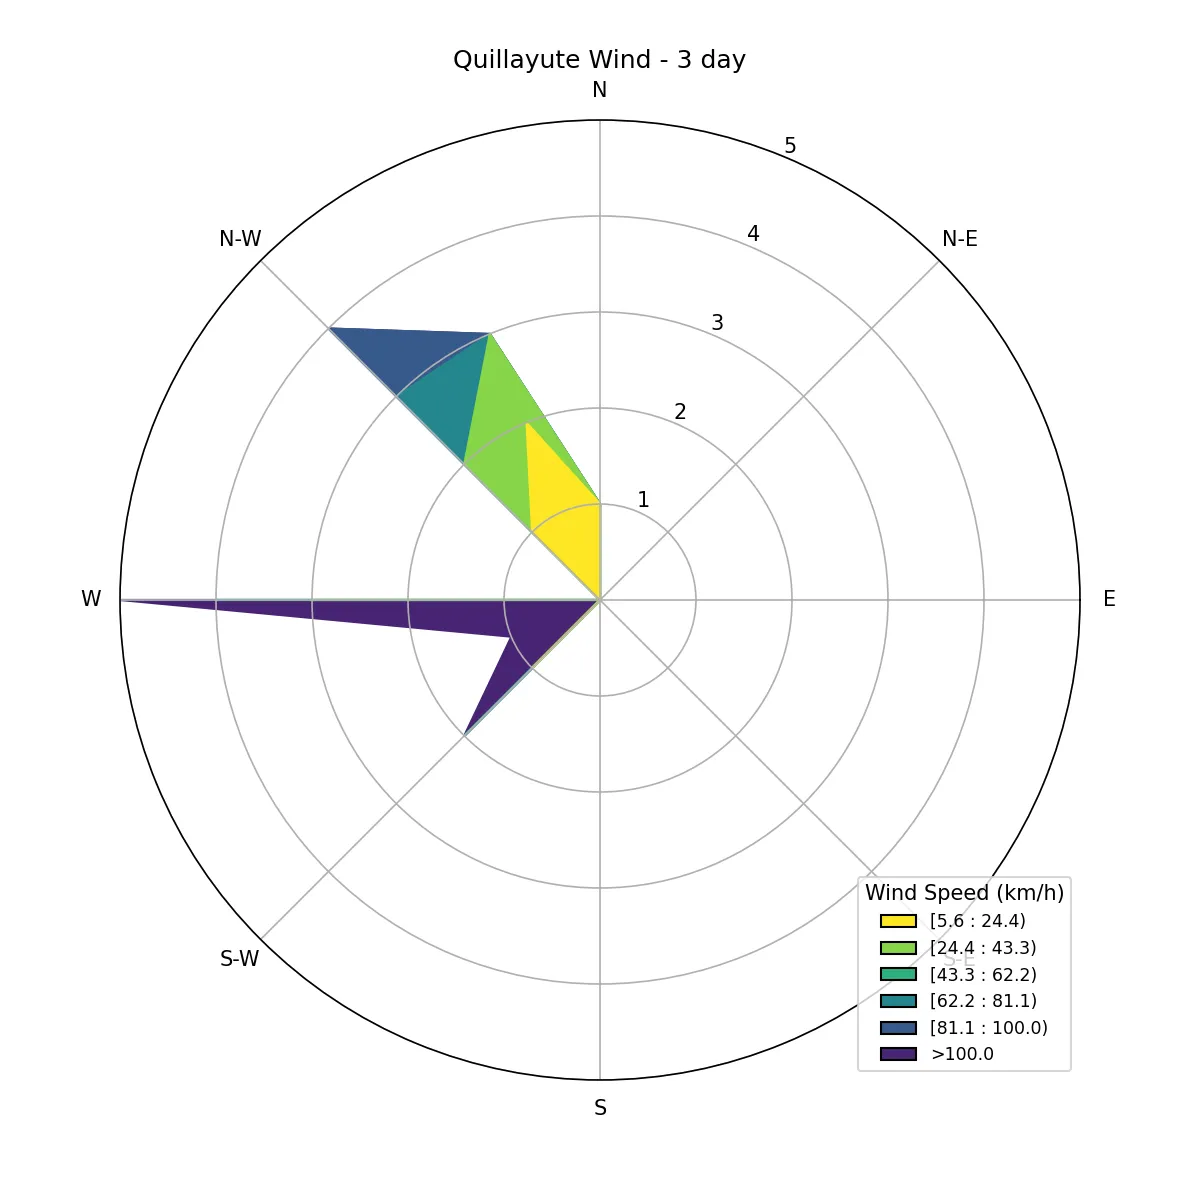 Quillayute Wind - 3 day
N
5
N-W
N-E
4
3
2
1
W
E
S-W
S-E
S
Wind Speed (km/h)
[5.6 : 24.4)
[24.4 : 43.3)
[43.3 : 62.2)
[62.2 : 81.1)
[81.1 : 100.0)
>100.0